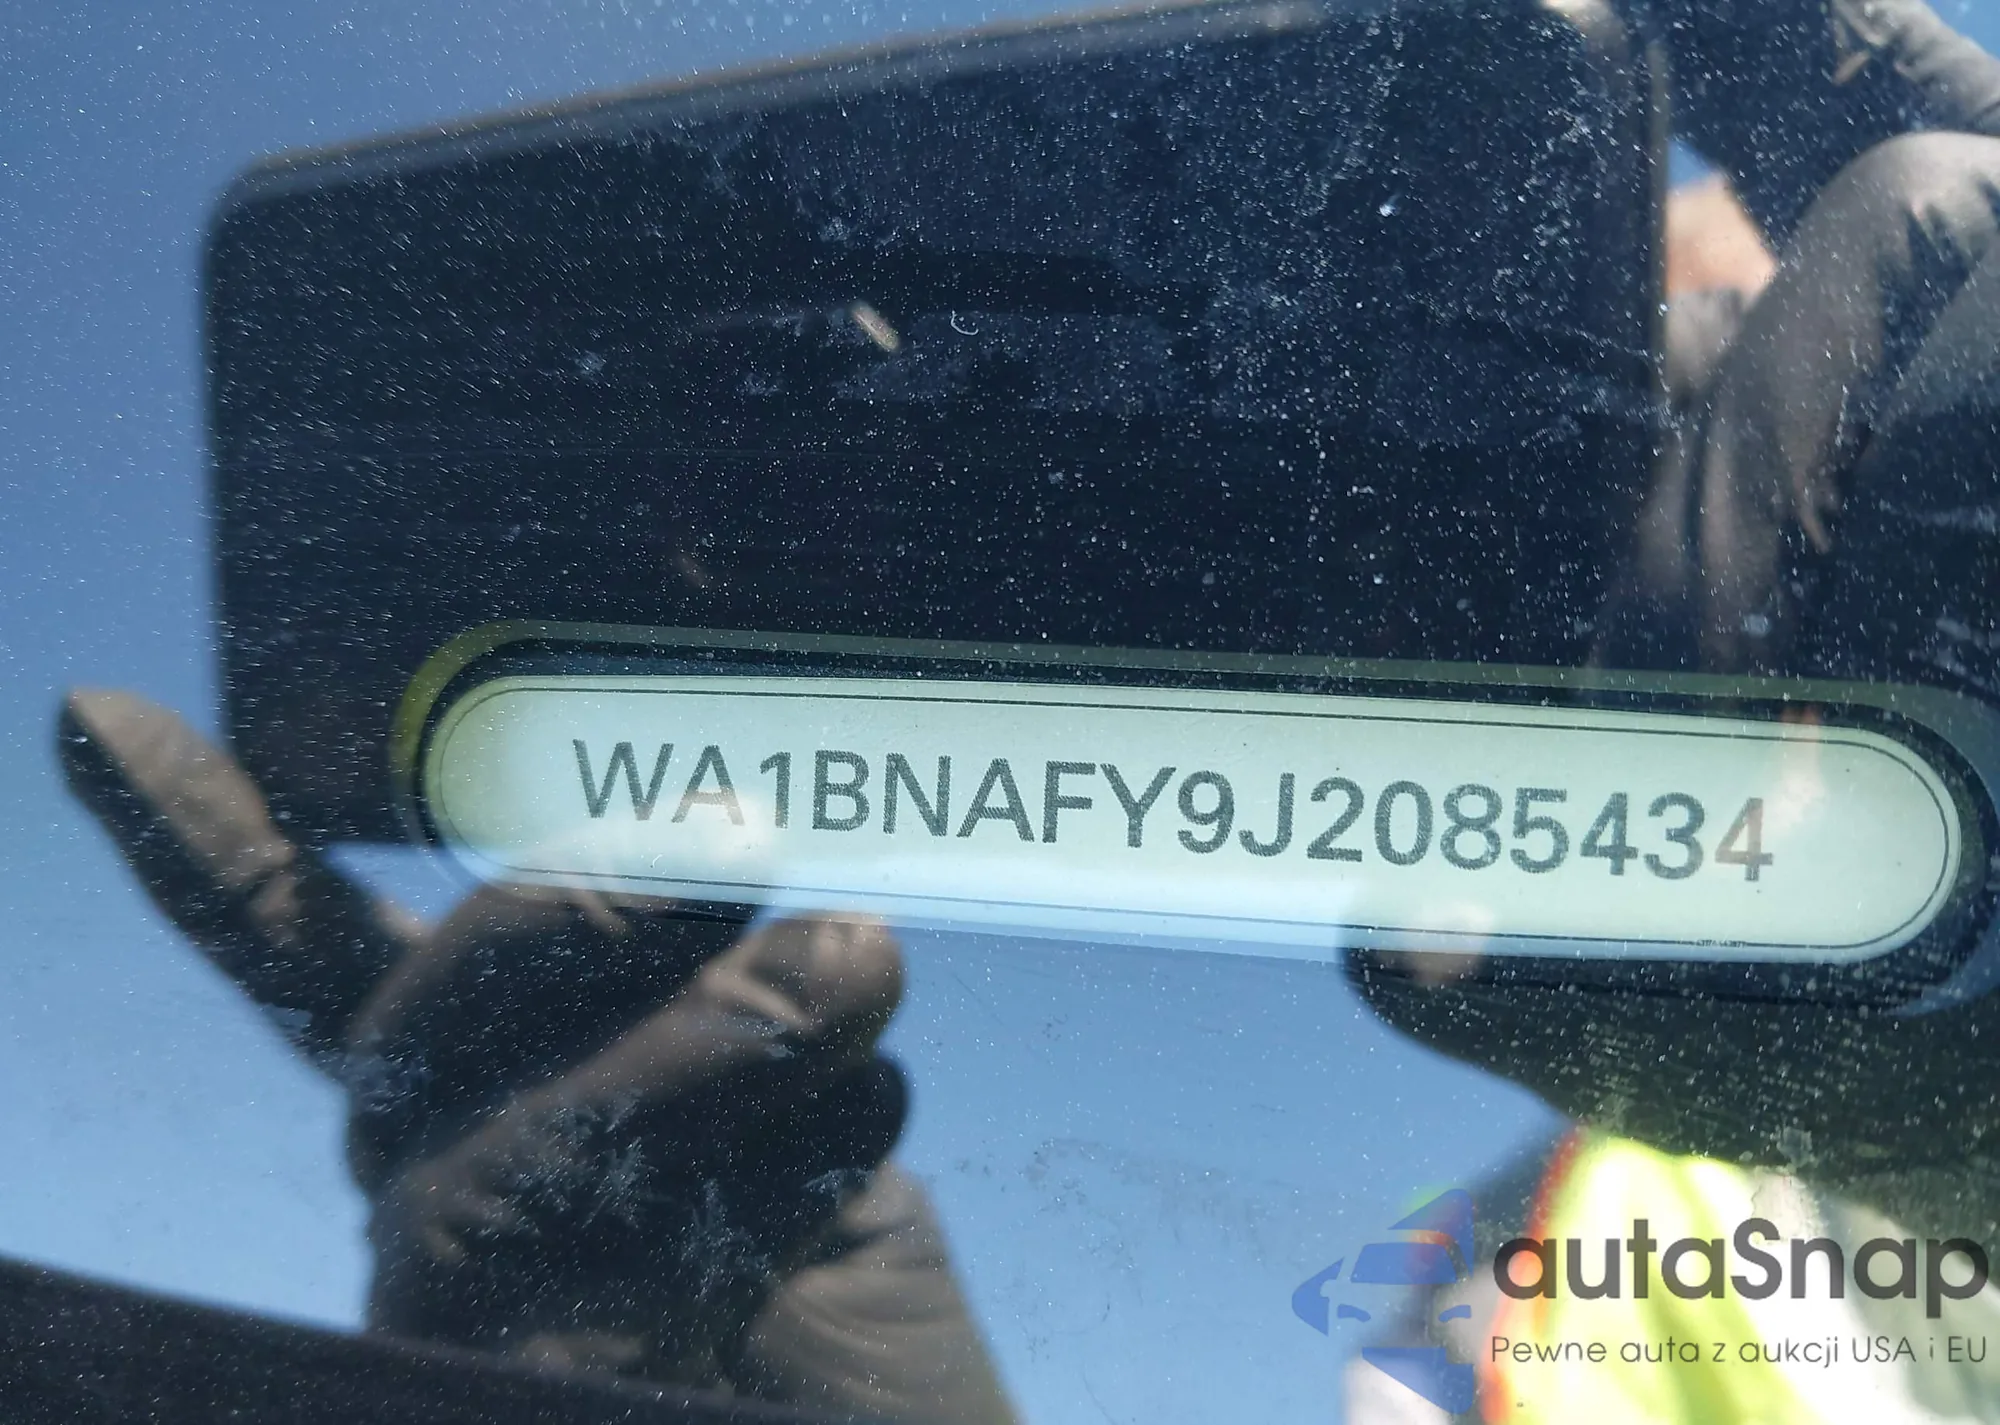 WA1BNAFY9J2085434
autaSnap
Pewne auta z aukcji USA i EU